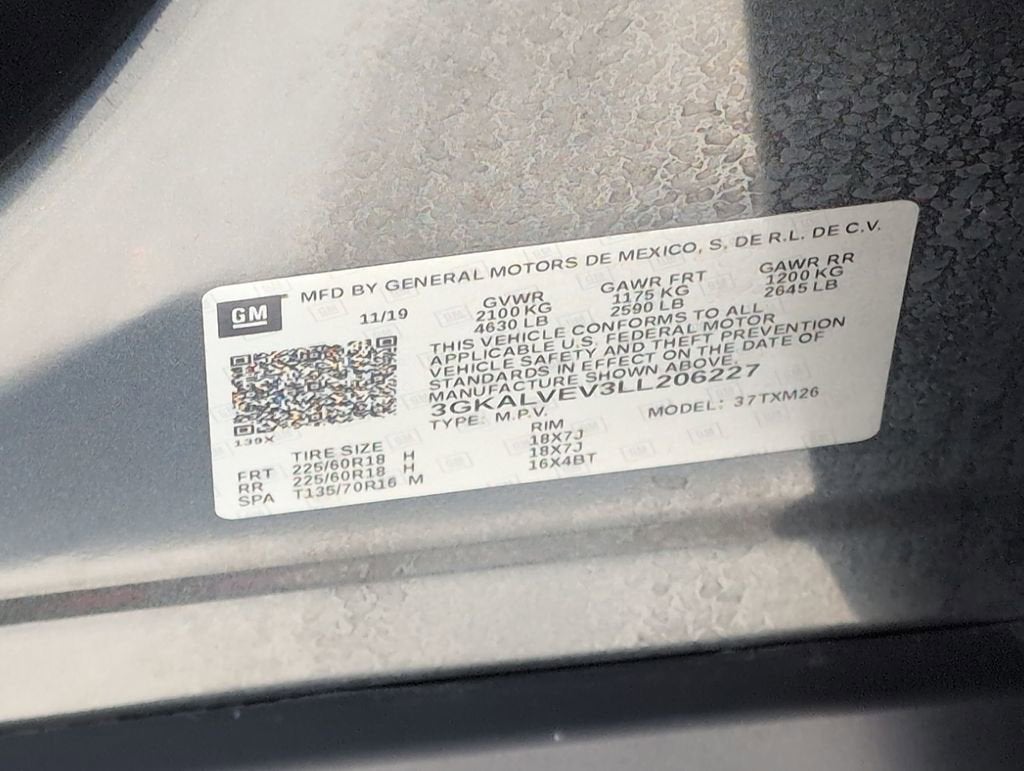 GM
MFD BY GENERAL MOTORS DE MEXICO, S. DE R.L. DE C.V.
11/19
GVWR
2100 KG
4630 LB
GAWR FRT
1175 KG
2590 LB
GAWR RR
1200 KG
2645 LB
THIS VEHICLE CONFORMS TO ALL
APPLICABLE U.S. FEDERAL MOTOR
VEHICLE SAFETY AND THEFT PREVENTION
STANDARDS IN EFFECT ON THE DATE OF
MANUFACTURE SHOWN ABOVE.
3GKALVEV3LL206227
TYPE: M.P.V. MODEL: 37TXM26
139X
TIRE SIZE RIM
FRT 225/60R18 H 18X7J
RR 225/60R18 H 18X7J
SPA T135/70R16 M 16X4BT